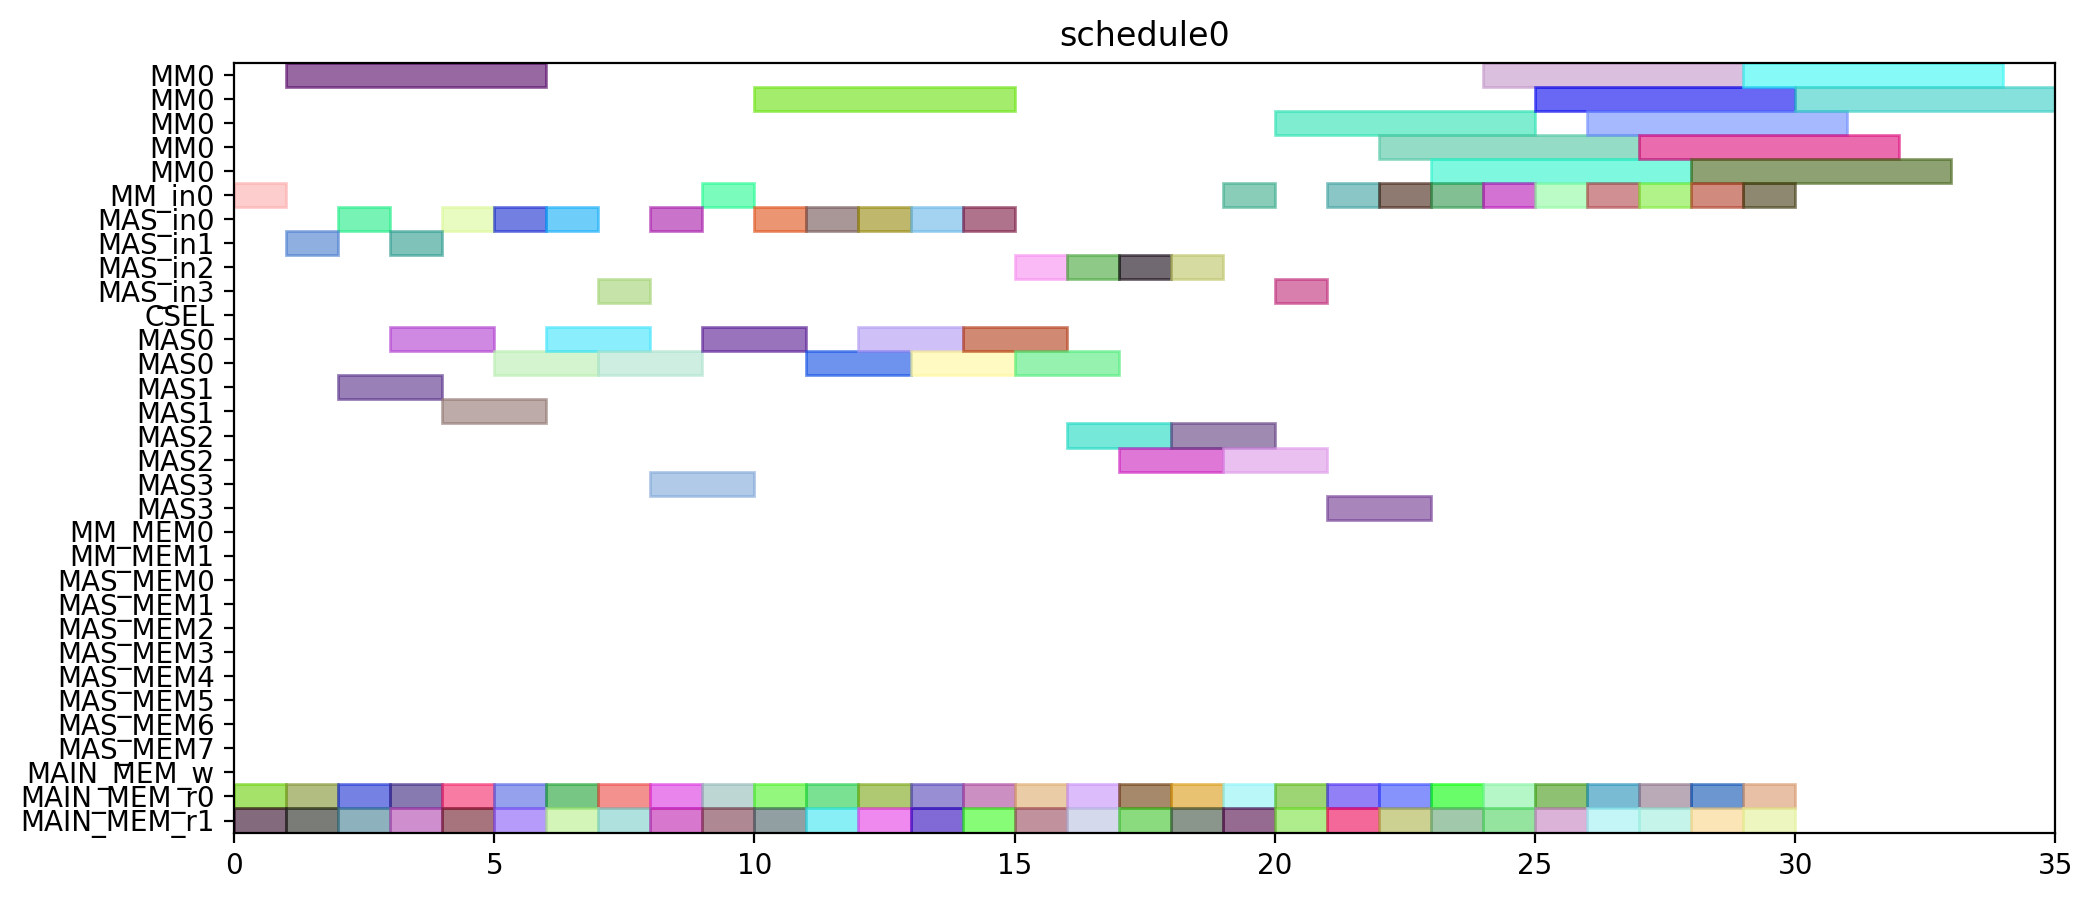 schedule0
MM0
MM0
MM0
MM0
MM0
MM_in0
MAS_in0
MAS_in1
MAS_in2
MAS_in3
CSEL
MAS0
MAS0
MAS1
MAS1
MAS2
MAS2
MAS3
MAS3
MM_MEM0
MM_MEM1
MAS_MEM0
MAS_MEM1
MAS_MEM2
MAS_MEM3
MAS_MEM4
MAS_MEM5
MAS_MEM6
MAS_MEM7
MAIN_MEM_w
MAIN_MEM_r0
MAIN_MEM_r1
0 5 10 15 20 25 30 35